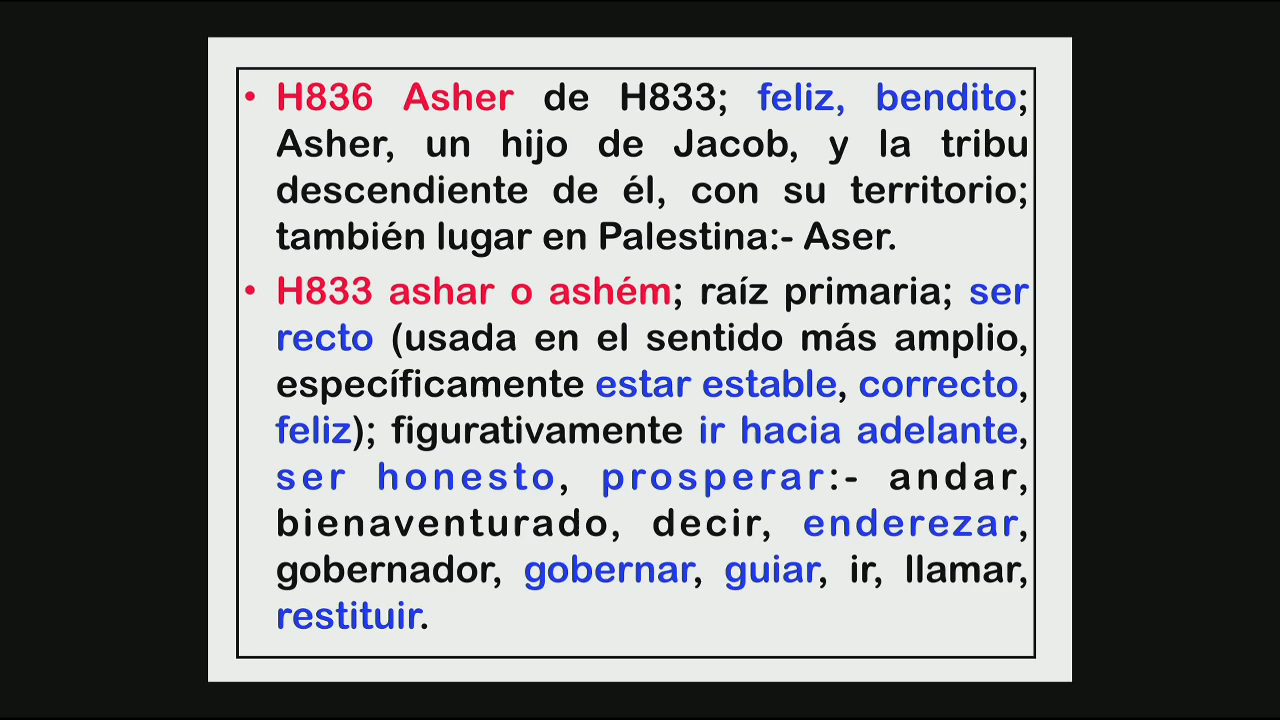 • H836 Asher de H833; feliz, bendito;
Asher, un hijo de Jacob, y la tribu
descendiente de él, con su territorio;
también lugar en Palestina:- Aser.
• H833 ashar o ashém; raíz primaria; ser
recto (usada en el sentido más amplio,
específicamente estar estable, correcto,
feliz); figurativamente ir hacia adelante,
ser honesto, prosperar:- andar,
bienaventurado, decir, enderezar,
gobernador, gobernar, guiar, ir, llamar,
restituir.